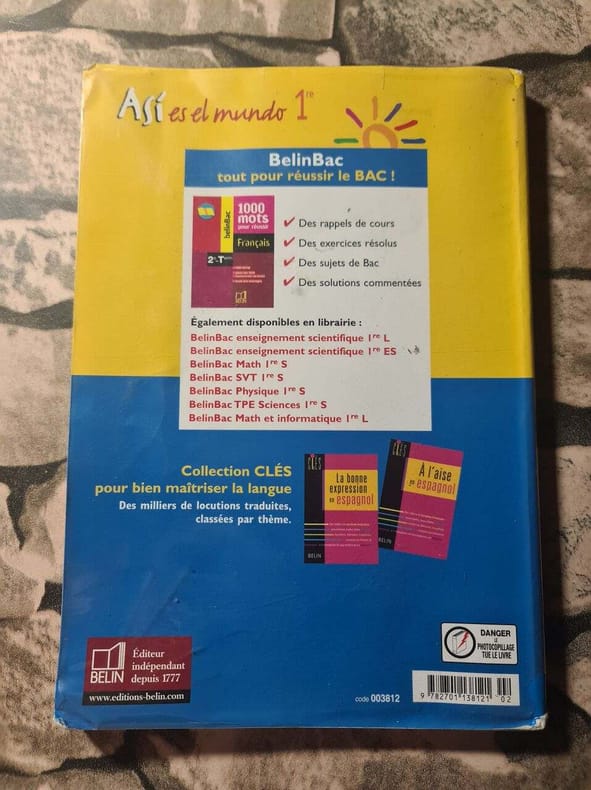 Así es el mundo 1re
BelinBac
tout pour réussir le BAC !
belinBac
1000
mots
pour réussir
Français
2de-Term
BELIN
✓ Des rappels de cours
✓ Des exercices résolus
✓ Des sujets de Bac
✓ Des solutions commentées
Également disponibles en librairie :
BelinBac enseignement scientifique 1re L
BelinBac enseignement scientifique 1re ES
BelinBac Math 1re S
BelinBac SVT 1re S
BelinBac Physique 1re S
BelinBac TPE Sciences 1re S
BelinBac Math et informatique 1re L
Collection CLÉS
pour bien maîtriser la langue
Des milliers de locutions traduites,
classées par thème.
CLÉS
La bonne
expression
en espagnol
BELIN
CLÉS
À l'aise
en espagnol
BELIN
DANGER
LE
PHOTOCOPILLAGE
TUE LE LIVRE
BELIN
Éditeur
indépendant
depuis 1777
www.editions-belin.com
code 003812
9 782701 138121 02